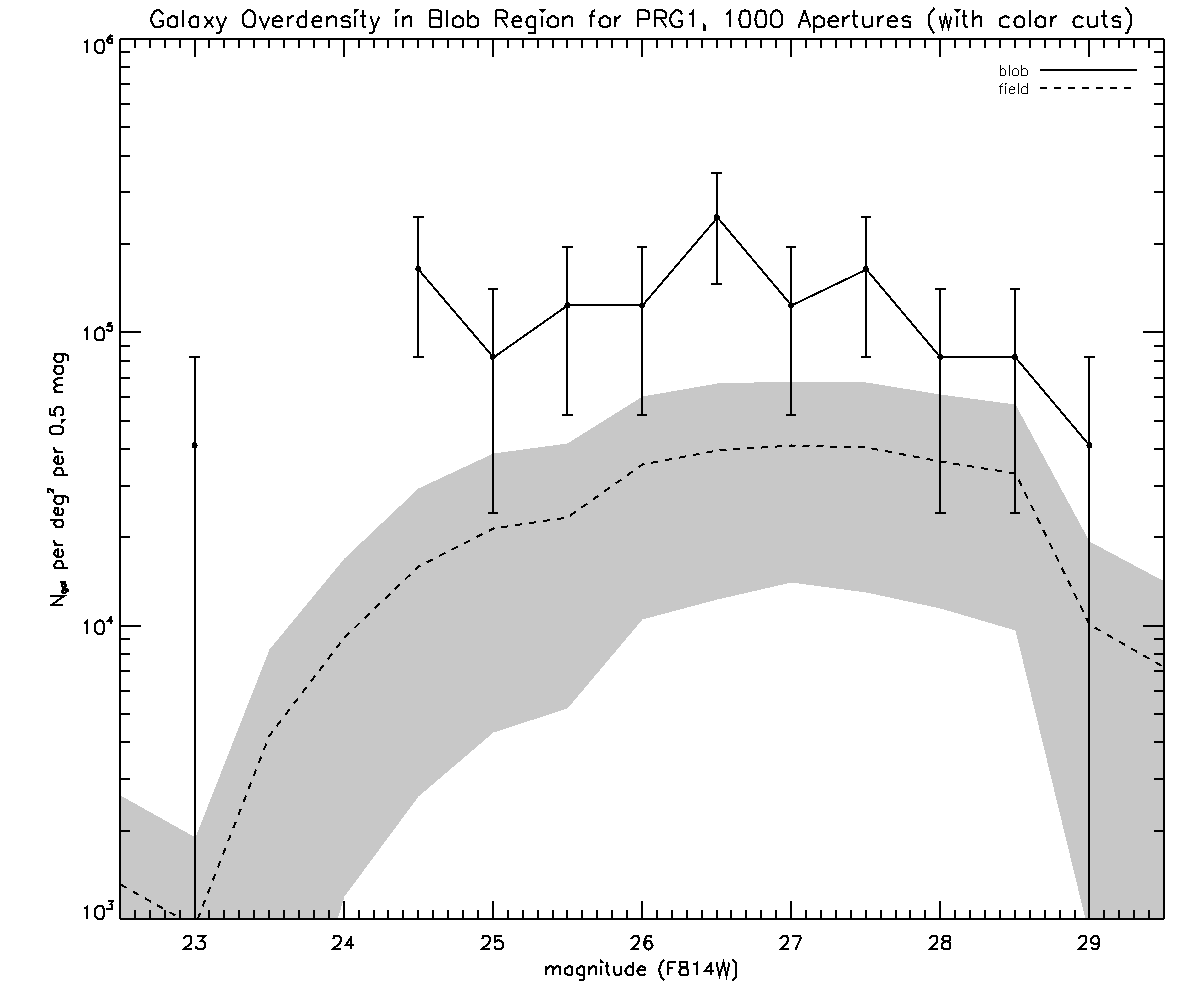 Galaxy Overdensity in Blob Region for PRG1, 1000 Apertures (with color cuts)
blob
field
10⁶
10⁵
10⁴
10³
N_gal per deg² per 0.5 mag
23 24 25 26 27 28 29
magnitude (F814W)